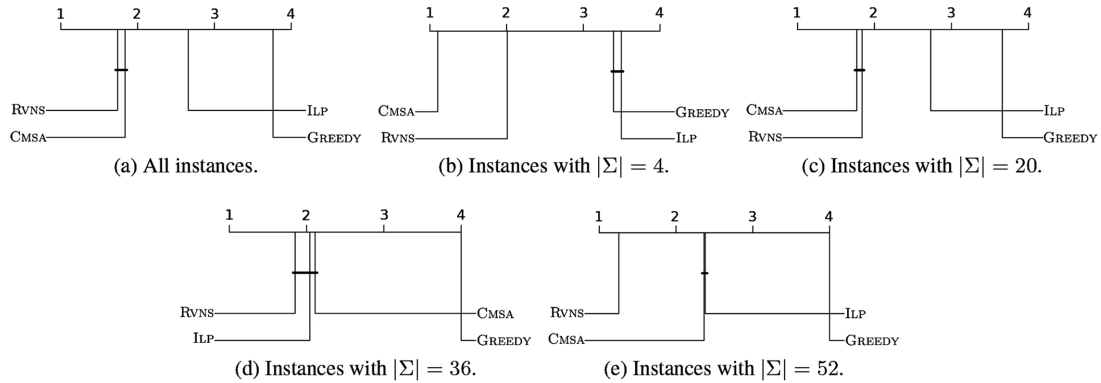 1 2 3 4
RVNS
CMSA
ILP
GREEDY
(a) All instances.
1 2 3 4
CMSA
RVNS
GREEDY
ILP
(b) Instances with |Σ| = 4.
1 2 3 4
CMSA
RVNS
ILP
GREEDY
(c) Instances with |Σ| = 20.
1 2 3 4
RVNS
ILP
CMSA
GREEDY
(d) Instances with |Σ| = 36.
1 2 3 4
RVNS
CMSA
ILP
GREEDY
(e) Instances with |Σ| = 52.